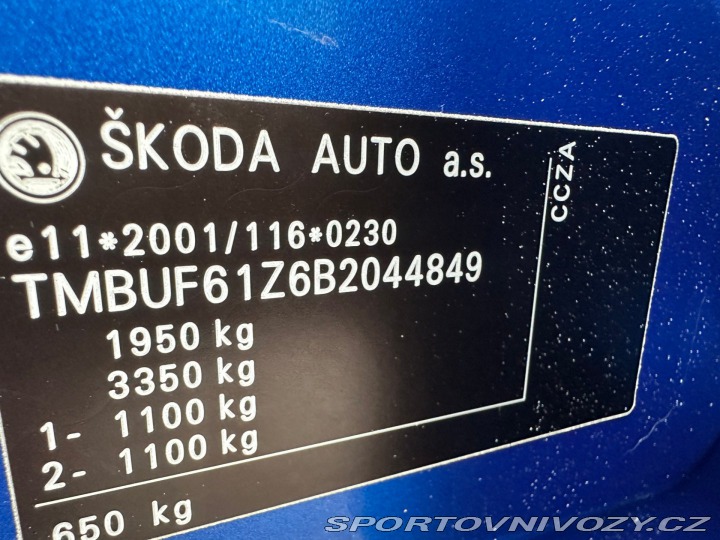 ŠKODA AUTO a.s.
e11*2001/116*0230
TMBUF61Z6B2044849
1950 kg
3350 kg
1- 1100 kg
2- 1100 kg
650 kg
CCZA
SPORTOVNIVOZY.CZ